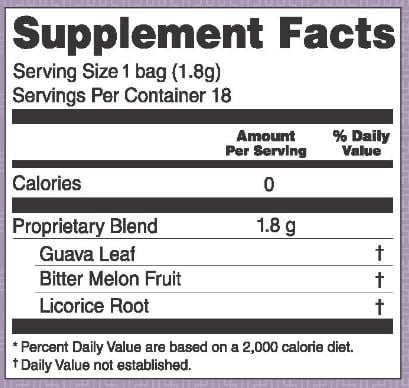 Supplement Facts
Serving Size 1 bag (1.8g)
Servings Per Container 18
Amount Per Serving % Daily Value
Calories 0
Proprietary Blend 1.8 g
Guava Leaf †
Bitter Melon Fruit †
Licorice Root †
* Percent Daily Value are based on a 2,000 calorie diet.
† Daily Value not established.